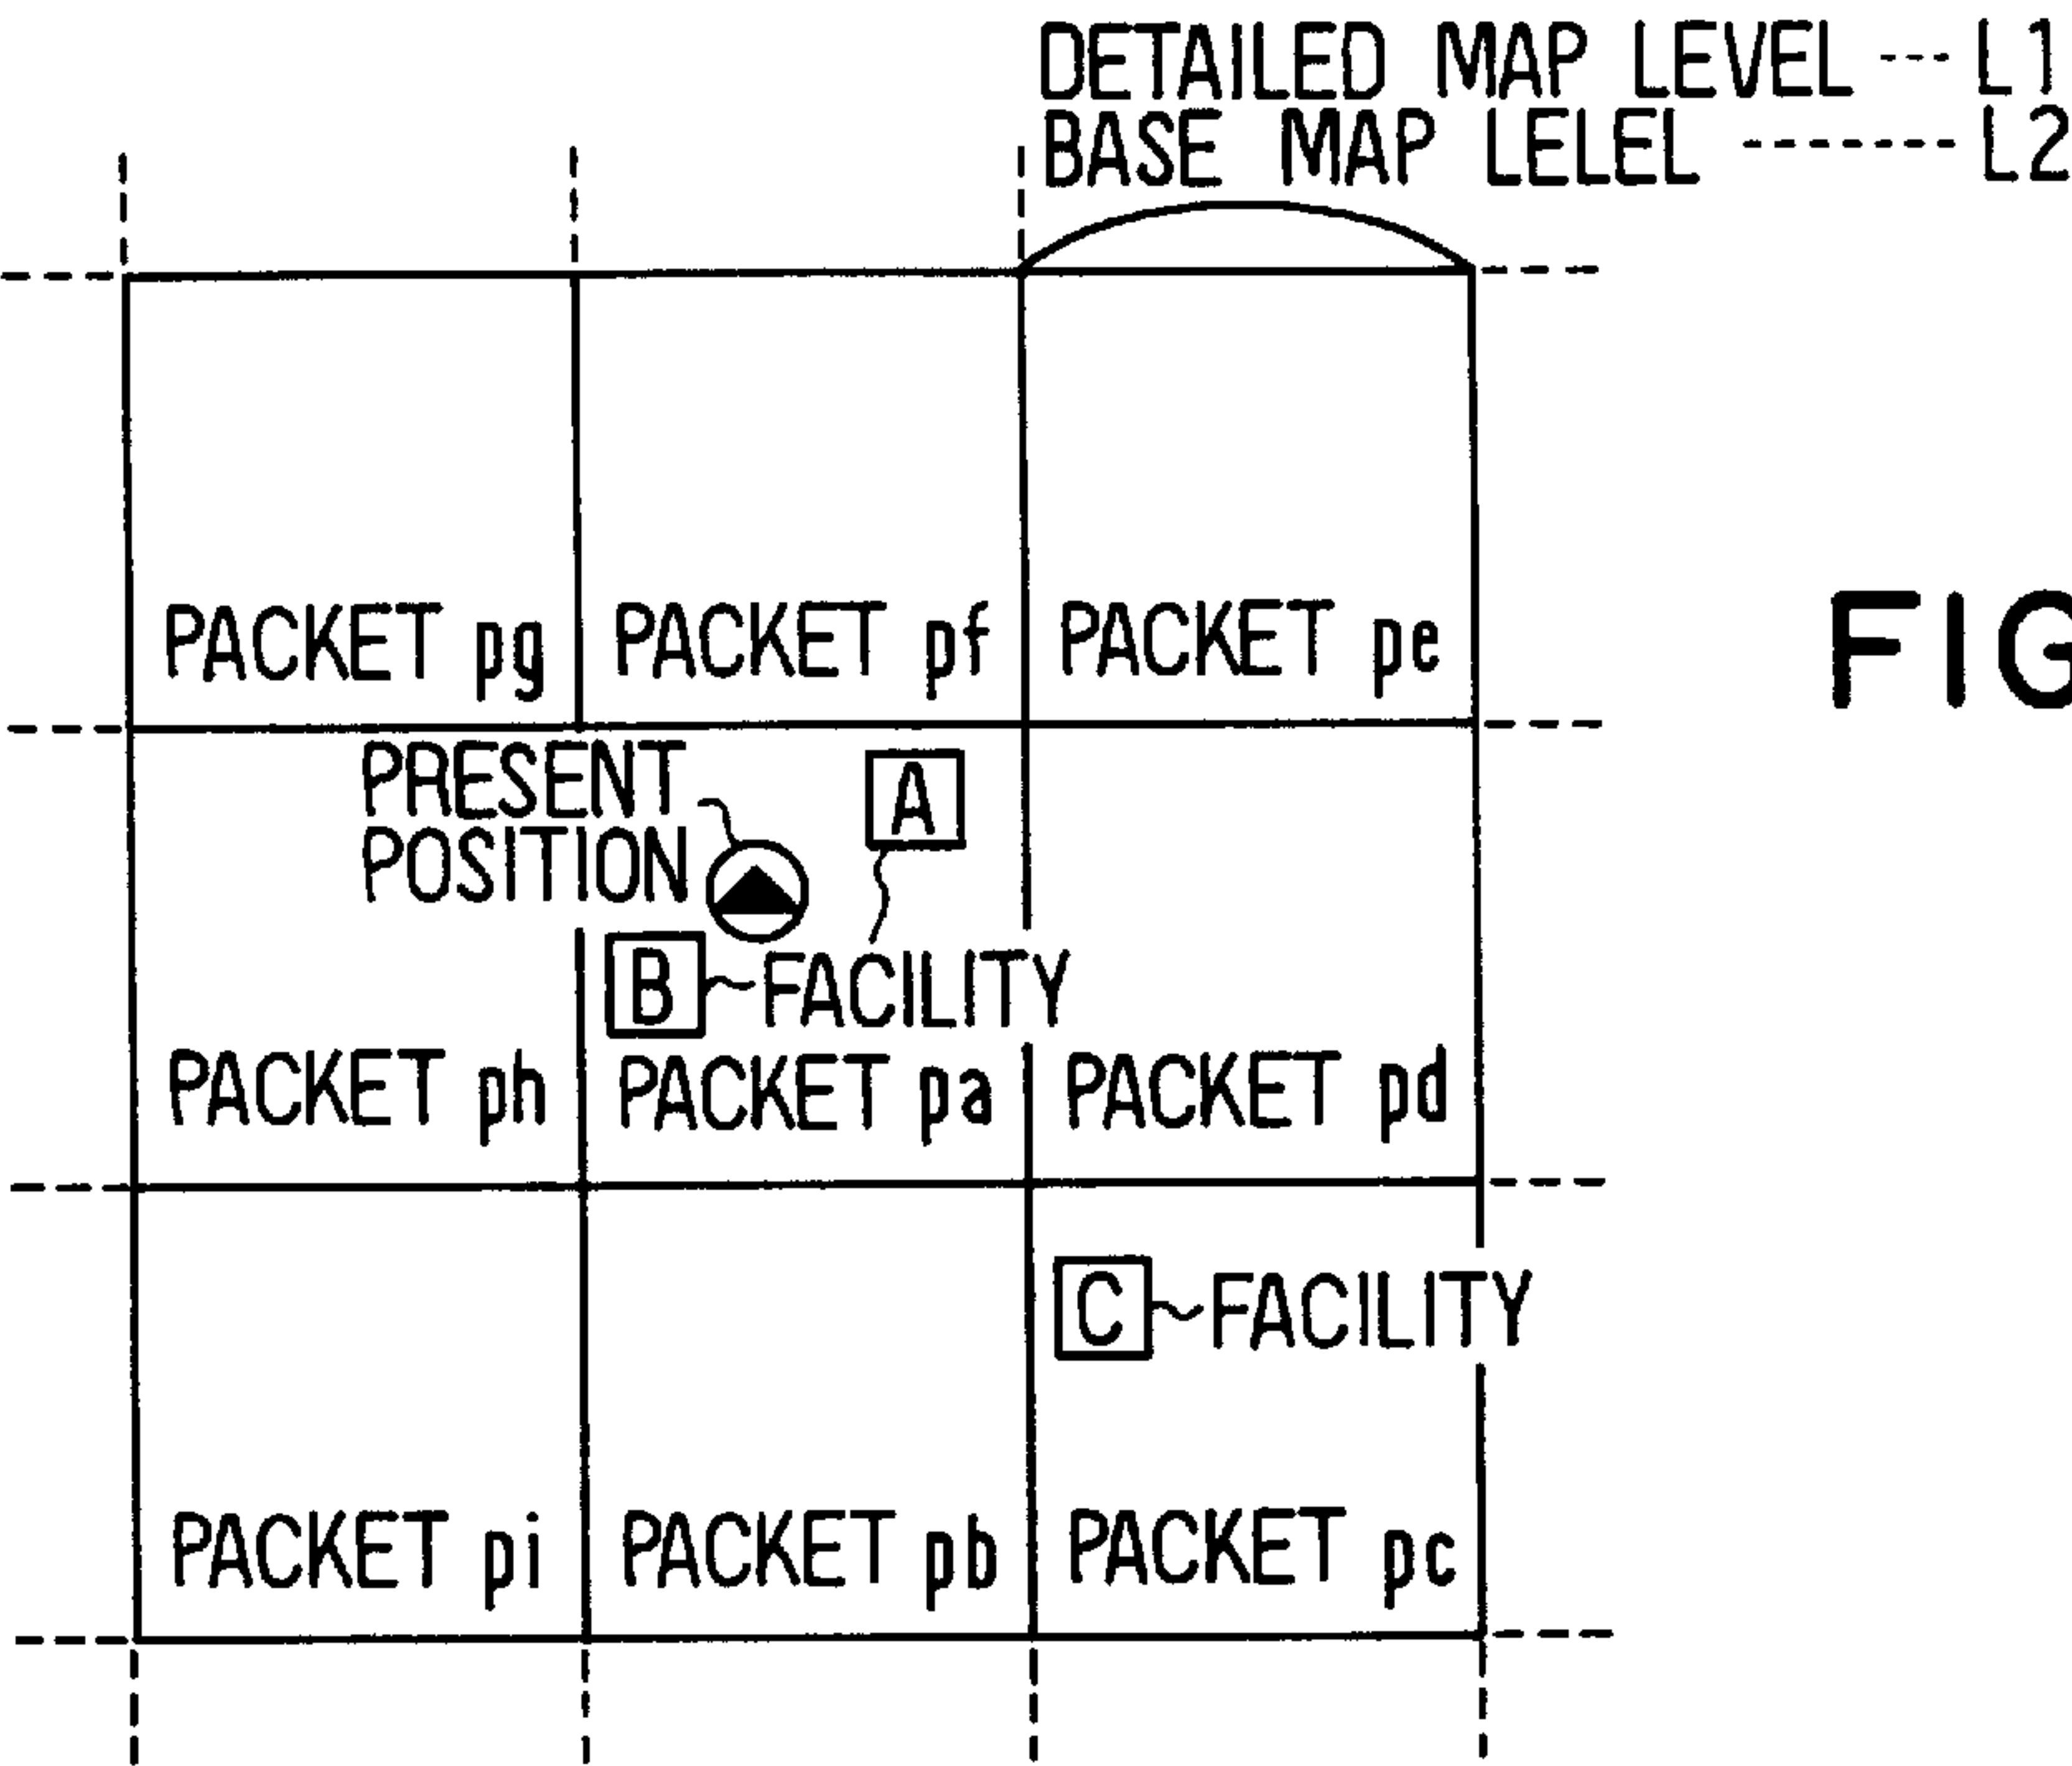 DETAILED MAP LEVEL --- L1
BASE MAP LELEL ------- L2
PACKET pg
PACKET pf
PACKET pe
FIG
PRESENT
POSITION
A
B
FACILITY
PACKET ph
PACKET pa
PACKET pd
C
FACILITY
PACKET pi
PACKET pb
PACKET pc